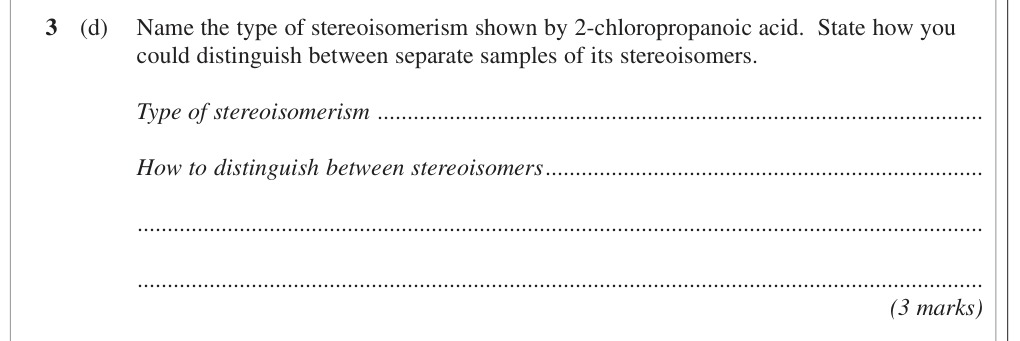 3 (d) Name the type of stereoisomerism shown by 2-chloropropanoic acid. State how you
could distinguish between separate samples of its stereoisomers.
Type of stereoisomerism ....................................................................................................
How to distinguish between stereoisomers.........................................................................
.............................................................................................................................................
.............................................................................................................................................
(3 marks)